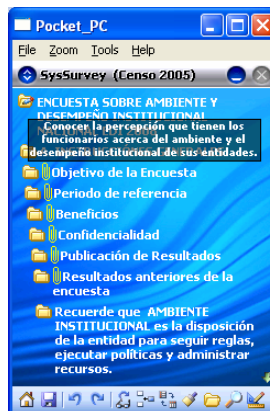 Pocket_PC
File Zoom Tools Help
SysSurvey (Censo 2005)
ENCUESTA SOBRE AMBIENTE Y
DESEMPEÑO INSTITUCIONAL
Conocer la percepción que tienen los
funcionarios acerca del ambiente y el
desempeño institucional de sus entidades.
Objetivo de la Encuesta
Periodo de referencia
Beneficios
Confidencialidad
Publicación de Resultados
Resultados anteriores de la
encuesta
Recuerde que AMBIENTE
INSTITUCIONAL es la disposición
de la entidad para seguir reglas,
ejecutar políticas y administrar
recursos.